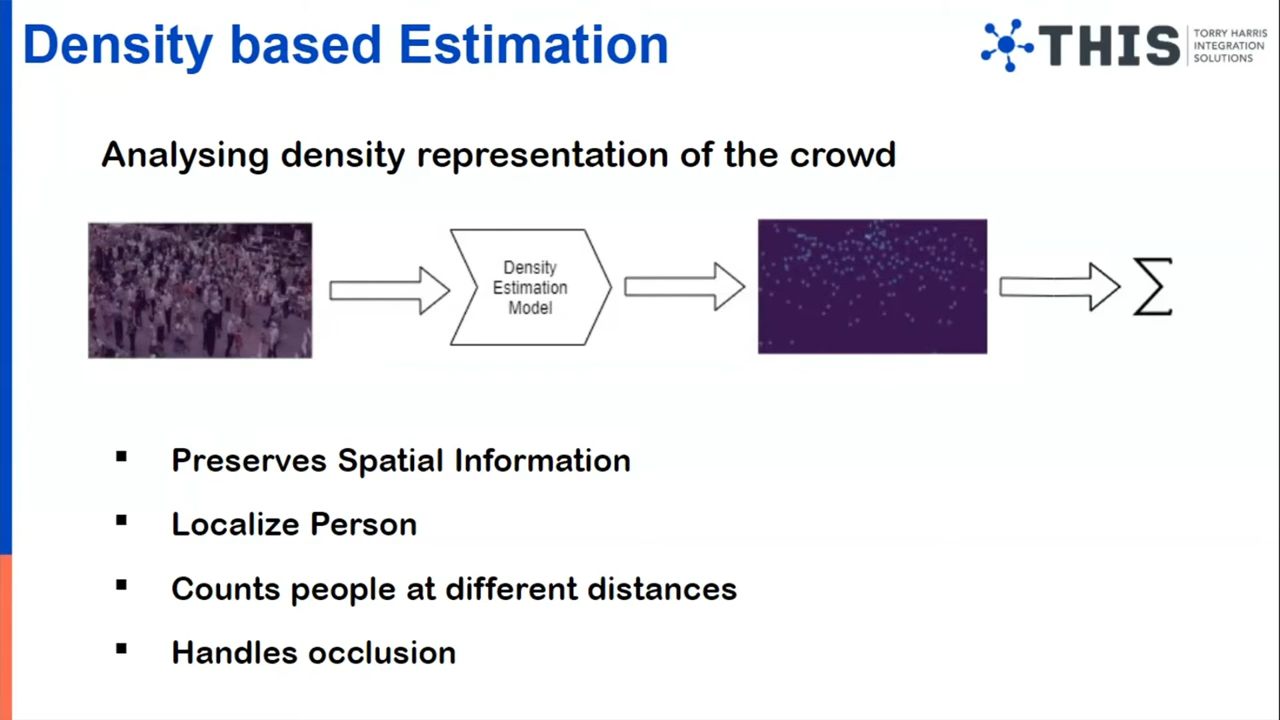 Density based Estimation
THIS
TORRY HARRIS
INTEGRATION
SOLUTIONS
Analysing density representation of the crowd
Density
Estimation
Model
∑
▪ Preserves Spatial Information
▪ Localize Person
▪ Counts people at different distances
▪ Handles occlusion